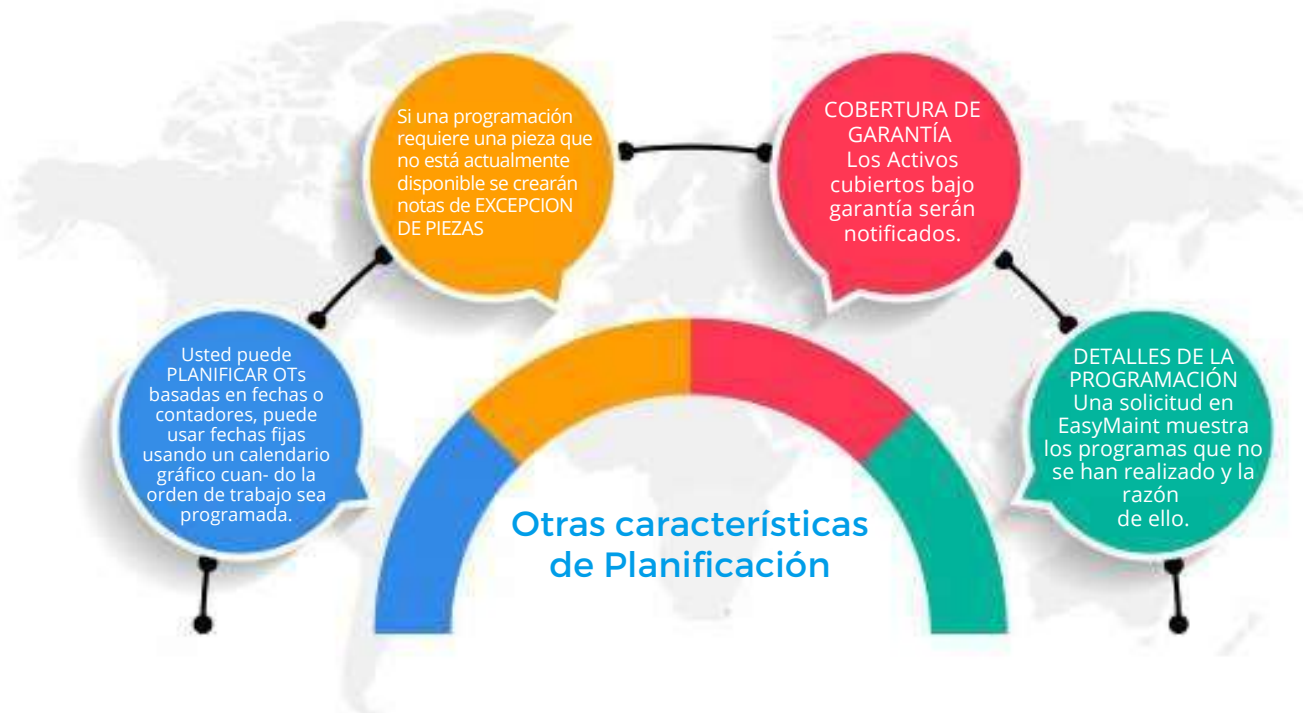 Usted puede
PLANIFICAR OTs
basadas en fechas o
contadores, puede
usar fechas fijas
usando un calendario
gráfico cuan- do la
orden de trabajo sea
programada.
Si una programación
requiere una pieza que
no está actualmente
disponible se crearán
notas de EXCEPCION
DE PIEZAS
COBERTURA DE
GARANTÍA
Los Activos
cubiertos bajo
garantía serán
notificados.
DETALLES DE LA
PROGRAMACIÓN
Una solicitud en
EasyMaint muestra
los programas que no
se han realizado y la
razón
de ello.
Otras características
de Planificación